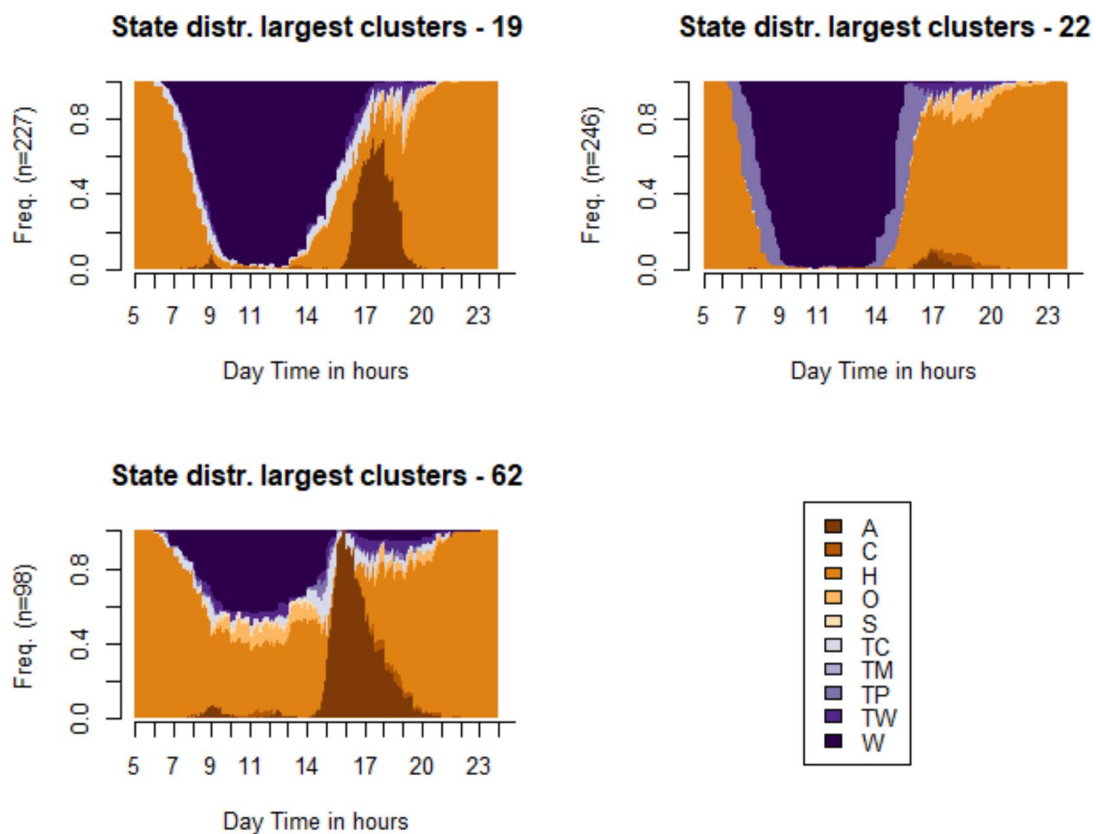 State distr. largest clusters - 19
Freq. (n=227)
0.0 0.4 0.8
5 7 9 11 14 17 20 23
Day Time in hours
State distr. largest clusters - 22
Freq. (n=246)
0.0 0.4 0.8
5 7 9 11 14 17 20 23
Day Time in hours
State distr. largest clusters - 62
Freq. (n=98)
0.0 0.4 0.8
5 7 9 11 14 17 20 23
Day Time in hours
A
C
H
O
S
TC
TM
TP
TW
W